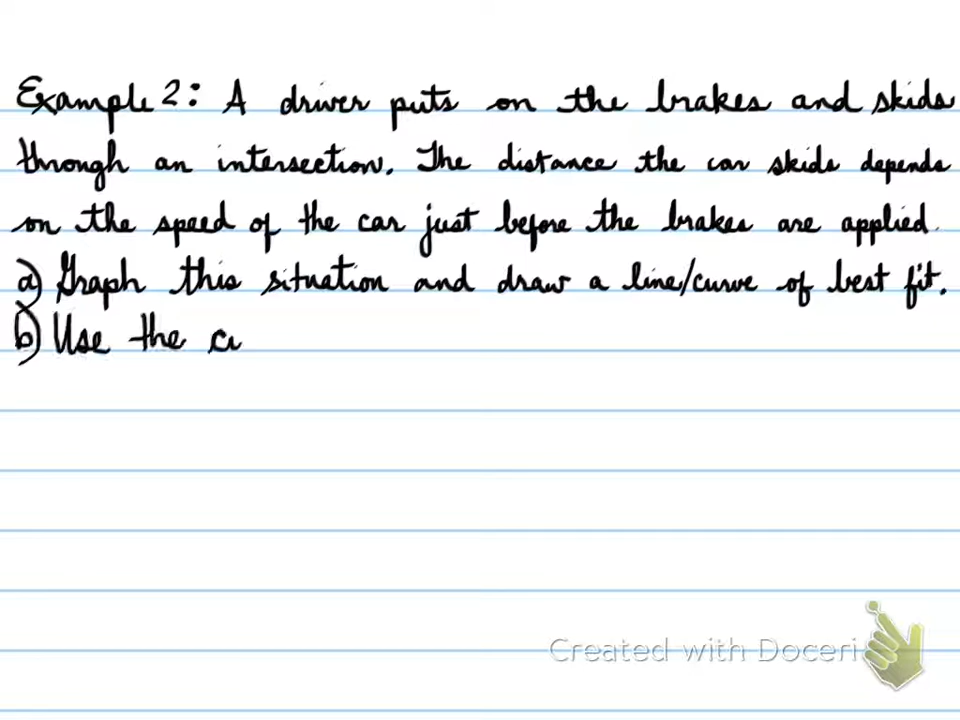 Example 2: A driver puts on the brakes and skids
through an intersection. The distance the car skids depends
on the speed of the car just before the brakes are applied.
a) Graph this situation and draw a line/curve of best fit.
b) Use the cu
Created with Doceri